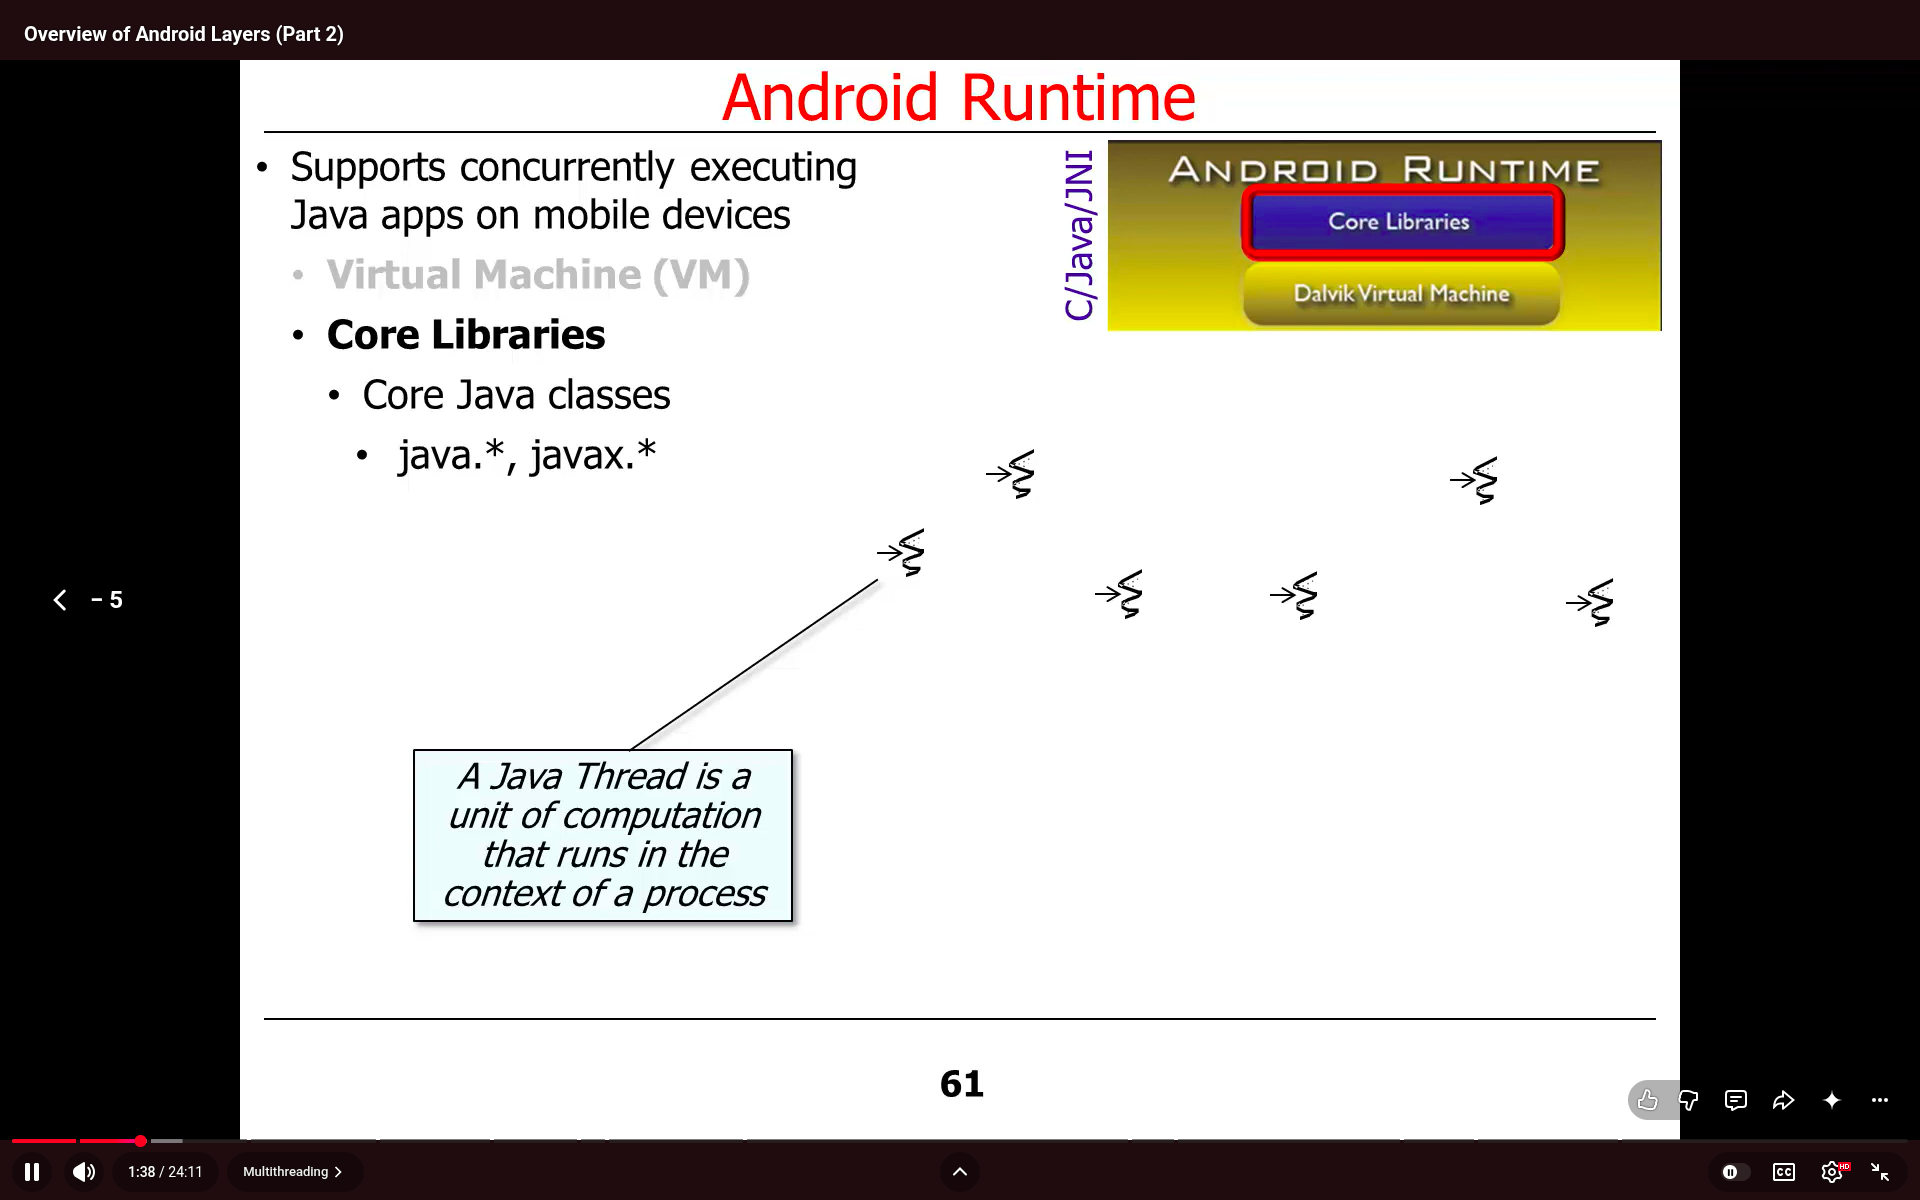 Overview of Android Layers (Part 2)
Android Runtime
• Supports concurrently executing
Java apps on mobile devices
• Virtual Machine (VM)
• Core Libraries
• Core Java classes
• java.*, javax.*
C/Java/JNI
ANDROID RUNTIME
Core Libraries
Dalvik Virtual Machine
− 5
A Java Thread is a
unit of computation
that runs in the
context of a process
61
1:38 / 24:11
Multithreading
CC
HD